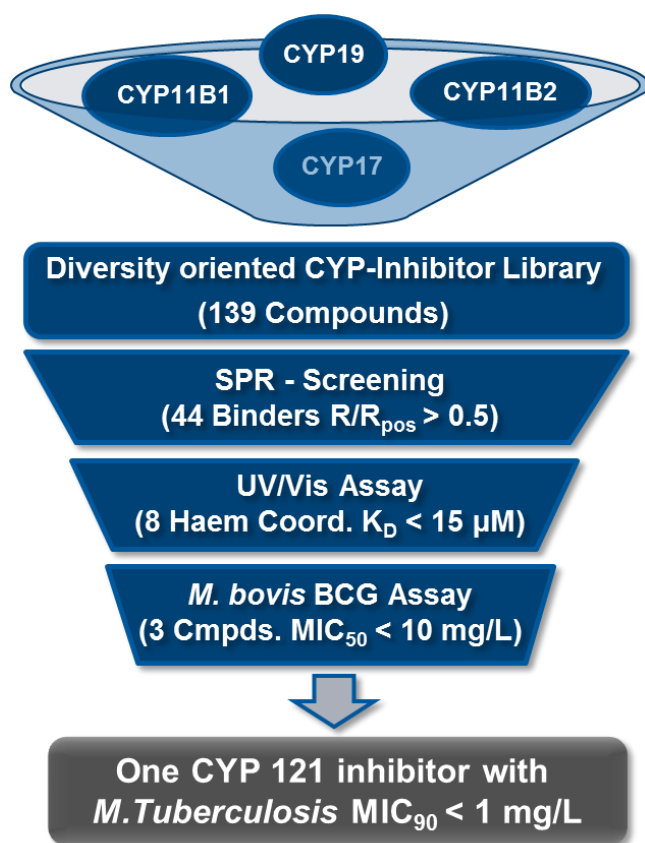 CYP19
CYP11B1
CYP11B2
CYP17
Diversity oriented CYP-Inhibitor Library
(139 Compounds)
SPR - Screening
(44 Binders R/Rpos > 0.5)
UV/Vis Assay
(8 Haem Coord. KD < 15 µM)
M. bovis BCG Assay
(3 Cmpds. MIC50 < 10 mg/L)
One CYP 121 inhibitor with
M.Tuberculosis MIC90 < 1 mg/L